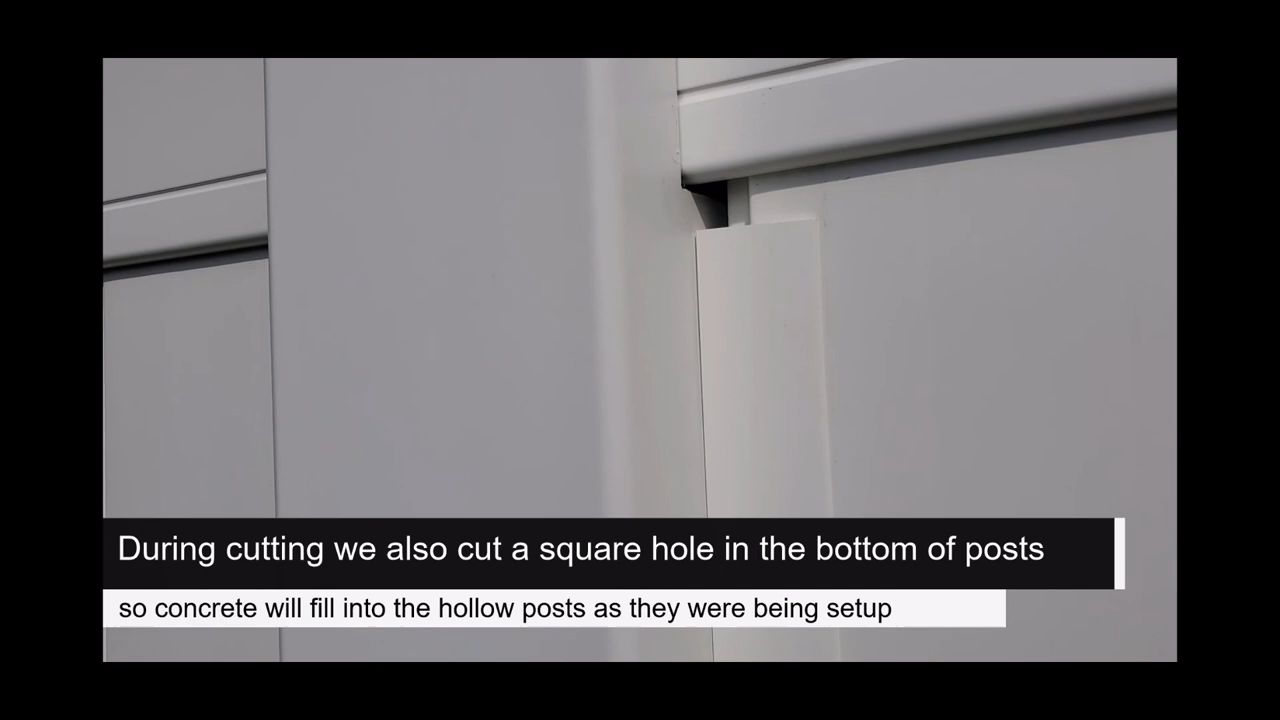 During cutting we also cut a square hole in the bottom of posts
so concrete will fill into the hollow posts as they were being setup